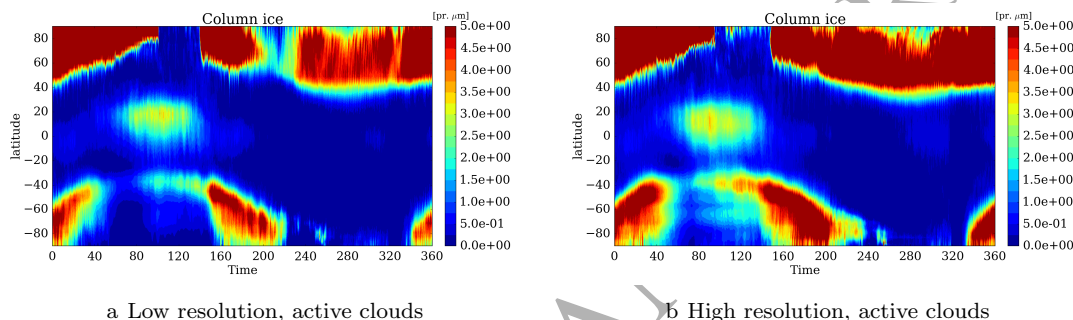 Column ice
[pr. μm]
5.0e+00
80
4.5e+00
60
4.0e+00
40
3.5e+00
20
3.0e+00
0
2.5e+00
−20
2.0e+00
−40
1.5e+00
−60
1.0e+00
−80
5.0e-01
0.0e+00
latitude
0 40 80 120 160 200 240 280 320 360
Time
a Low resolution, active clouds
Column ice
[pr. μm]
5.0e+00
80
4.5e+00
60
4.0e+00
40
3.5e+00
20
3.0e+00
0
2.5e+00
−20
2.0e+00
−40
1.5e+00
−60
1.0e+00
−80
5.0e-01
0.0e+00
latitude
0 40 80 120 160 200 240 280 320 360
Time
b High resolution, active clouds